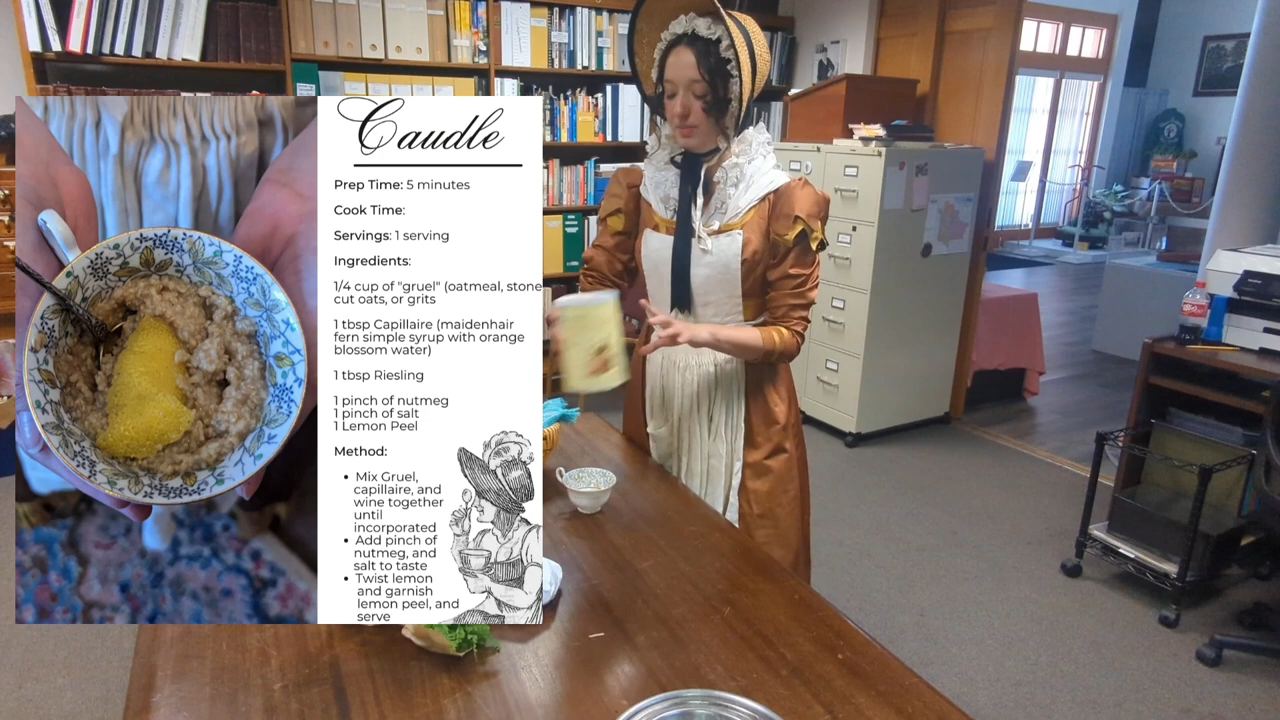 Caudle
Prep Time: 5 minutes
Cook Time:
Servings: 1 serving
Ingredients:
1/4 cup of "gruel" (oatmeal, stone
cut oats, or grits
1 tbsp Capillaire (maidenhair
fern simple syrup with orange
blossom water)
1 tbsp Riesling
1 pinch of nutmeg
1 pinch of salt
1 Lemon Peel
Method:
• Mix Gruel,
capillaire, and
wine together
until
incorporated
• Add pinch of
nutmeg, and
salt to taste
• Twist lemon
and garnish
lemon peel, and
serve